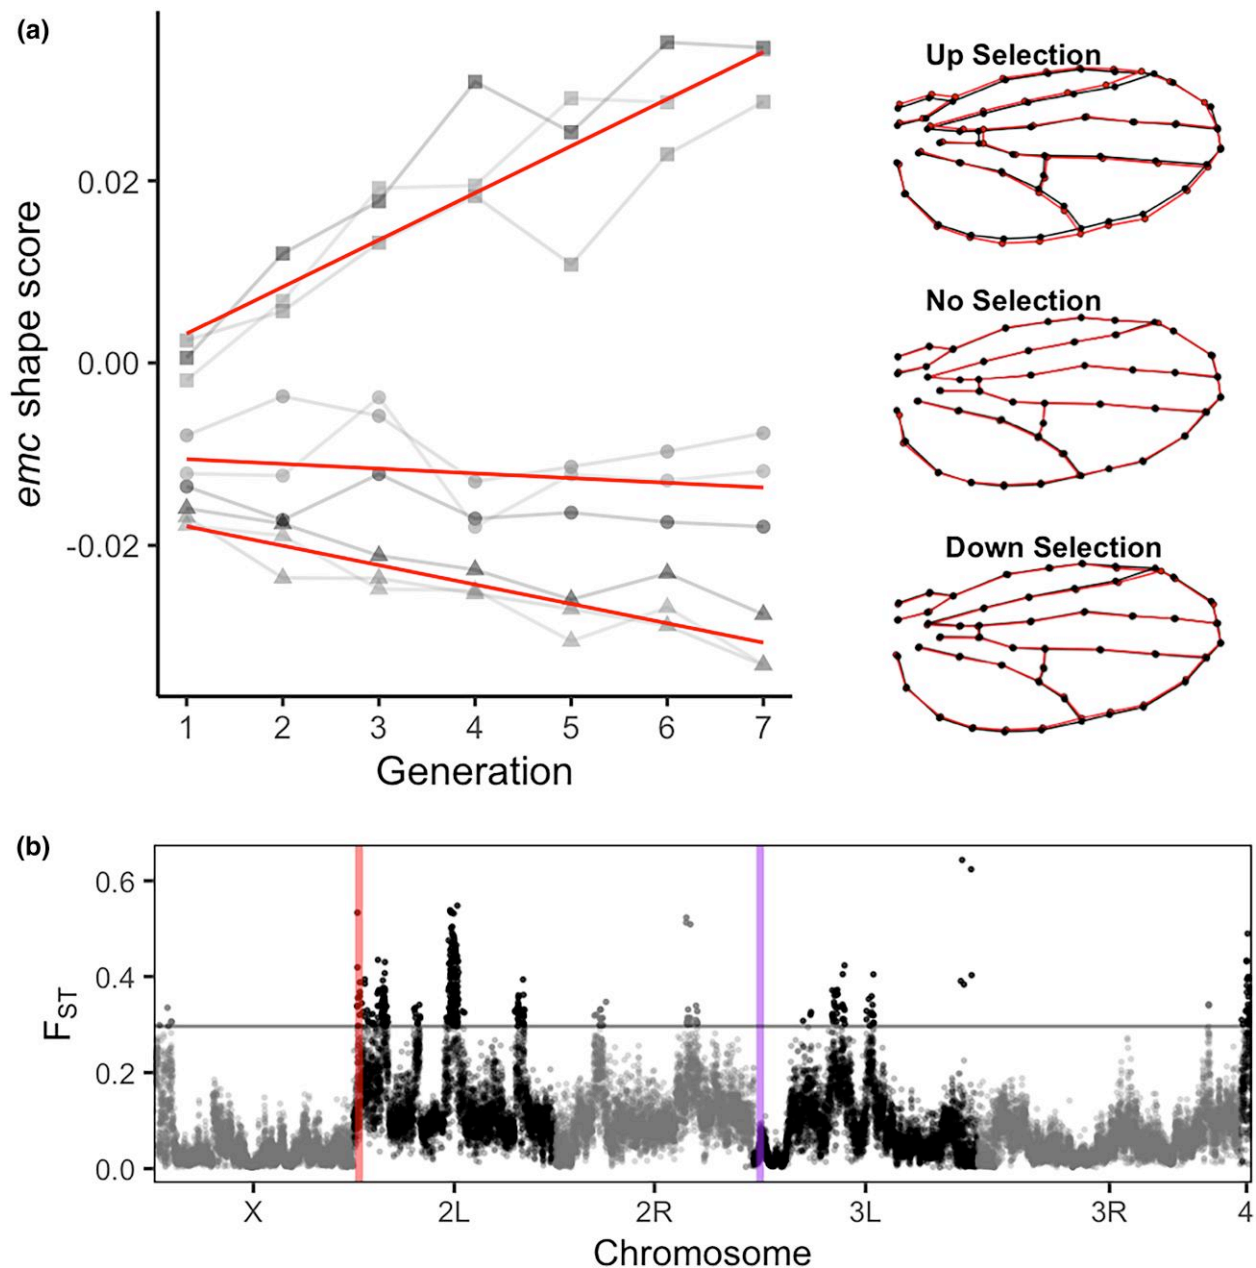 (a)
emc shape score
0.02
0.00
-0.02
1 2 3 4 5 6 7
Generation
Up Selection
No Selection
Down Selection
(b)
FST
0.6
0.4
0.2
0.0
X 2L 2R 3L 3R 4
Chromosome